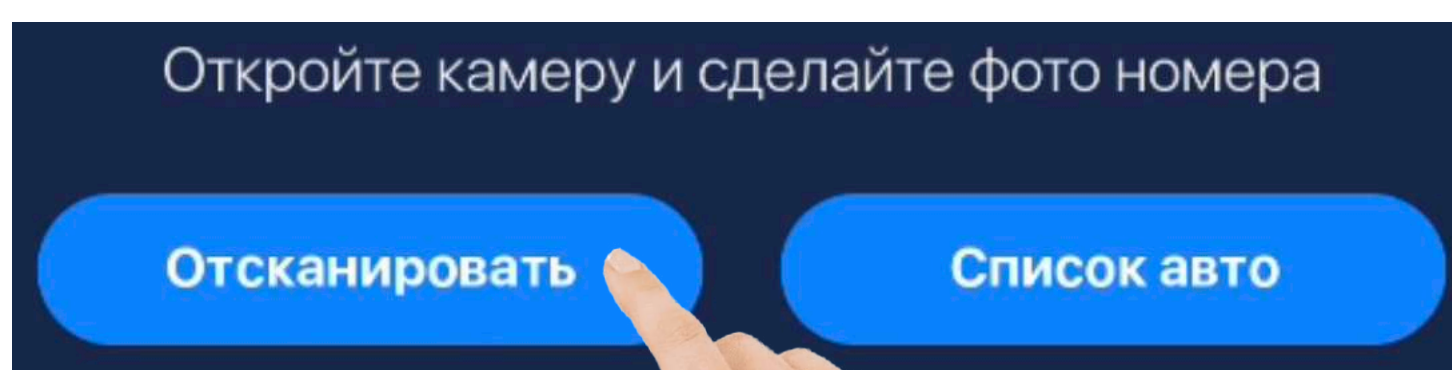 Откройте камеру и сделайте фото номера
Отсканировать
Список авто